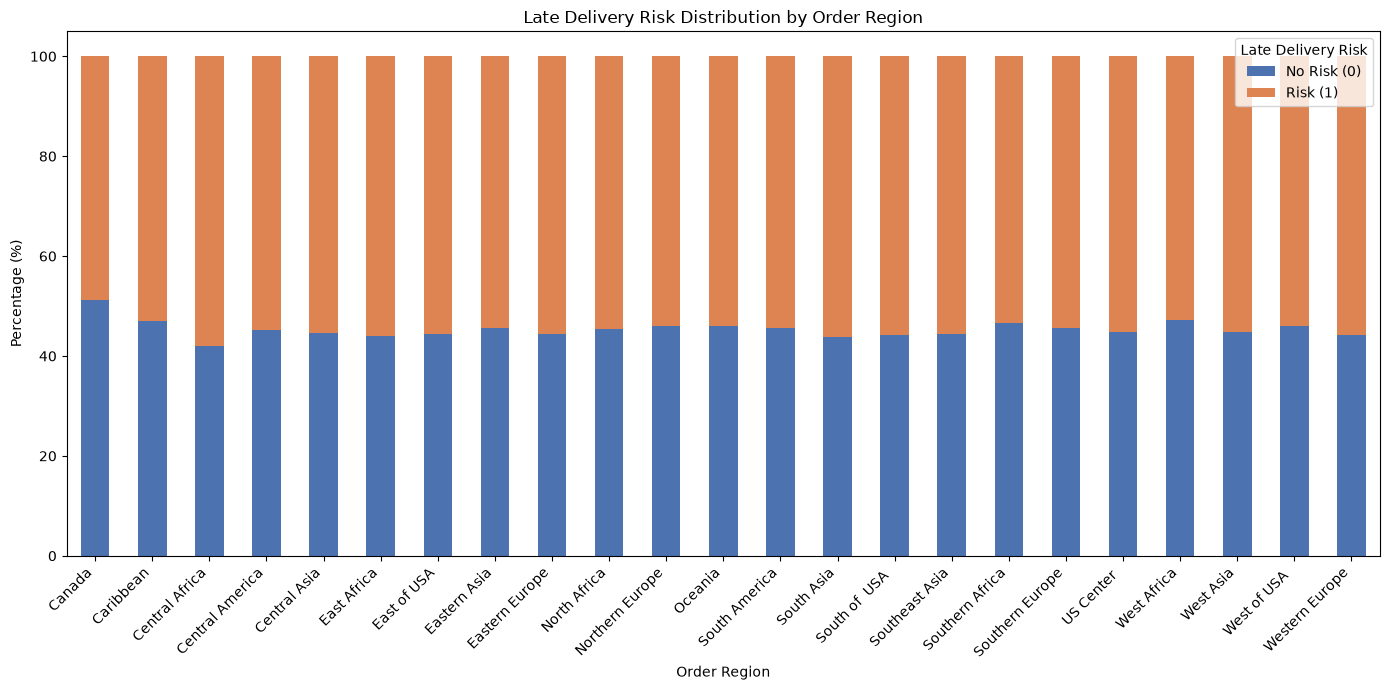 Late Delivery Risk Distribution by Order Region
Late Delivery Risk
No Risk (0)
Risk (1)
Percentage (%)
100
80
60
40
20
0
Canada
Caribbean
Central Africa
Central America
Central Asia
East Africa
East of USA
Eastern Asia
Eastern Europe
North Africa
Northern Europe
Oceania
South America
South Asia
South of  USA
Southeast Asia
Southern Africa
Southern Europe
US Center
West Africa
West Asia
West of USA
Western Europe
Order Region